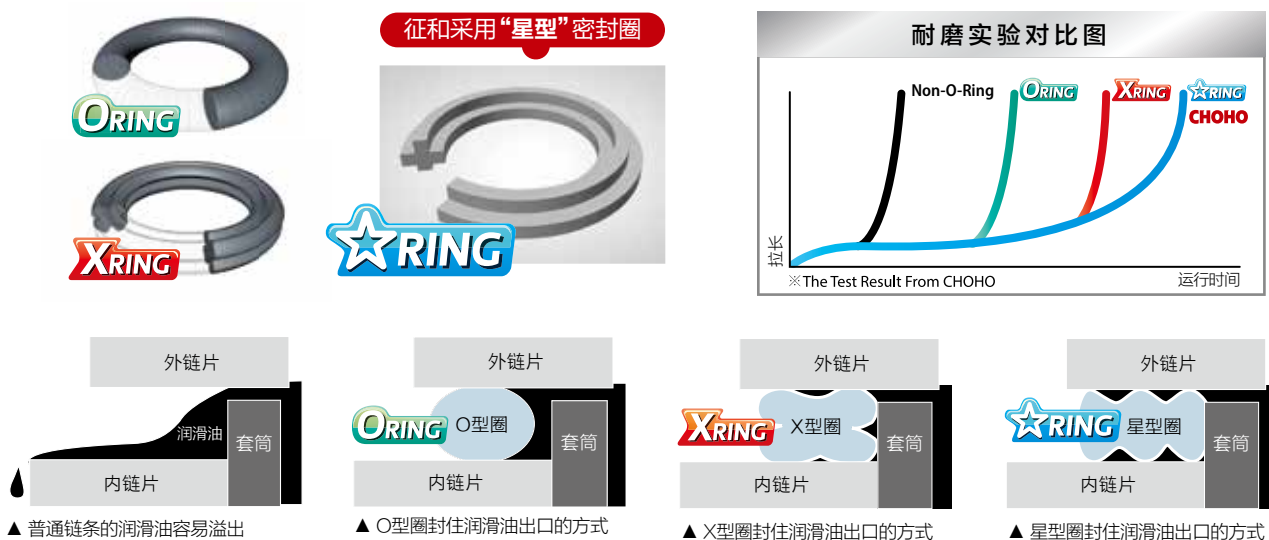 ORING
XRING
征和采用“星型”密封圈
☆RING
耐磨实验对比图
Non-O-Ring
ORING
XRING
☆RING
CHOHO
拉长
※The Test Result From CHOHO
运行时间
外链片
润滑油
套筒
内链片
▲ 普通链条的润滑油容易溢出
外链片
ORING
O型圈
套筒
内链片
▲ O型圈封住润滑油出口的方式
外链片
XRING
X型圈
套筒
内链片
▲ X型圈封住润滑油出口的方式
外链片
☆RING
星型圈
套筒
内链片
▲ 星型圈封住润滑油出口的方式